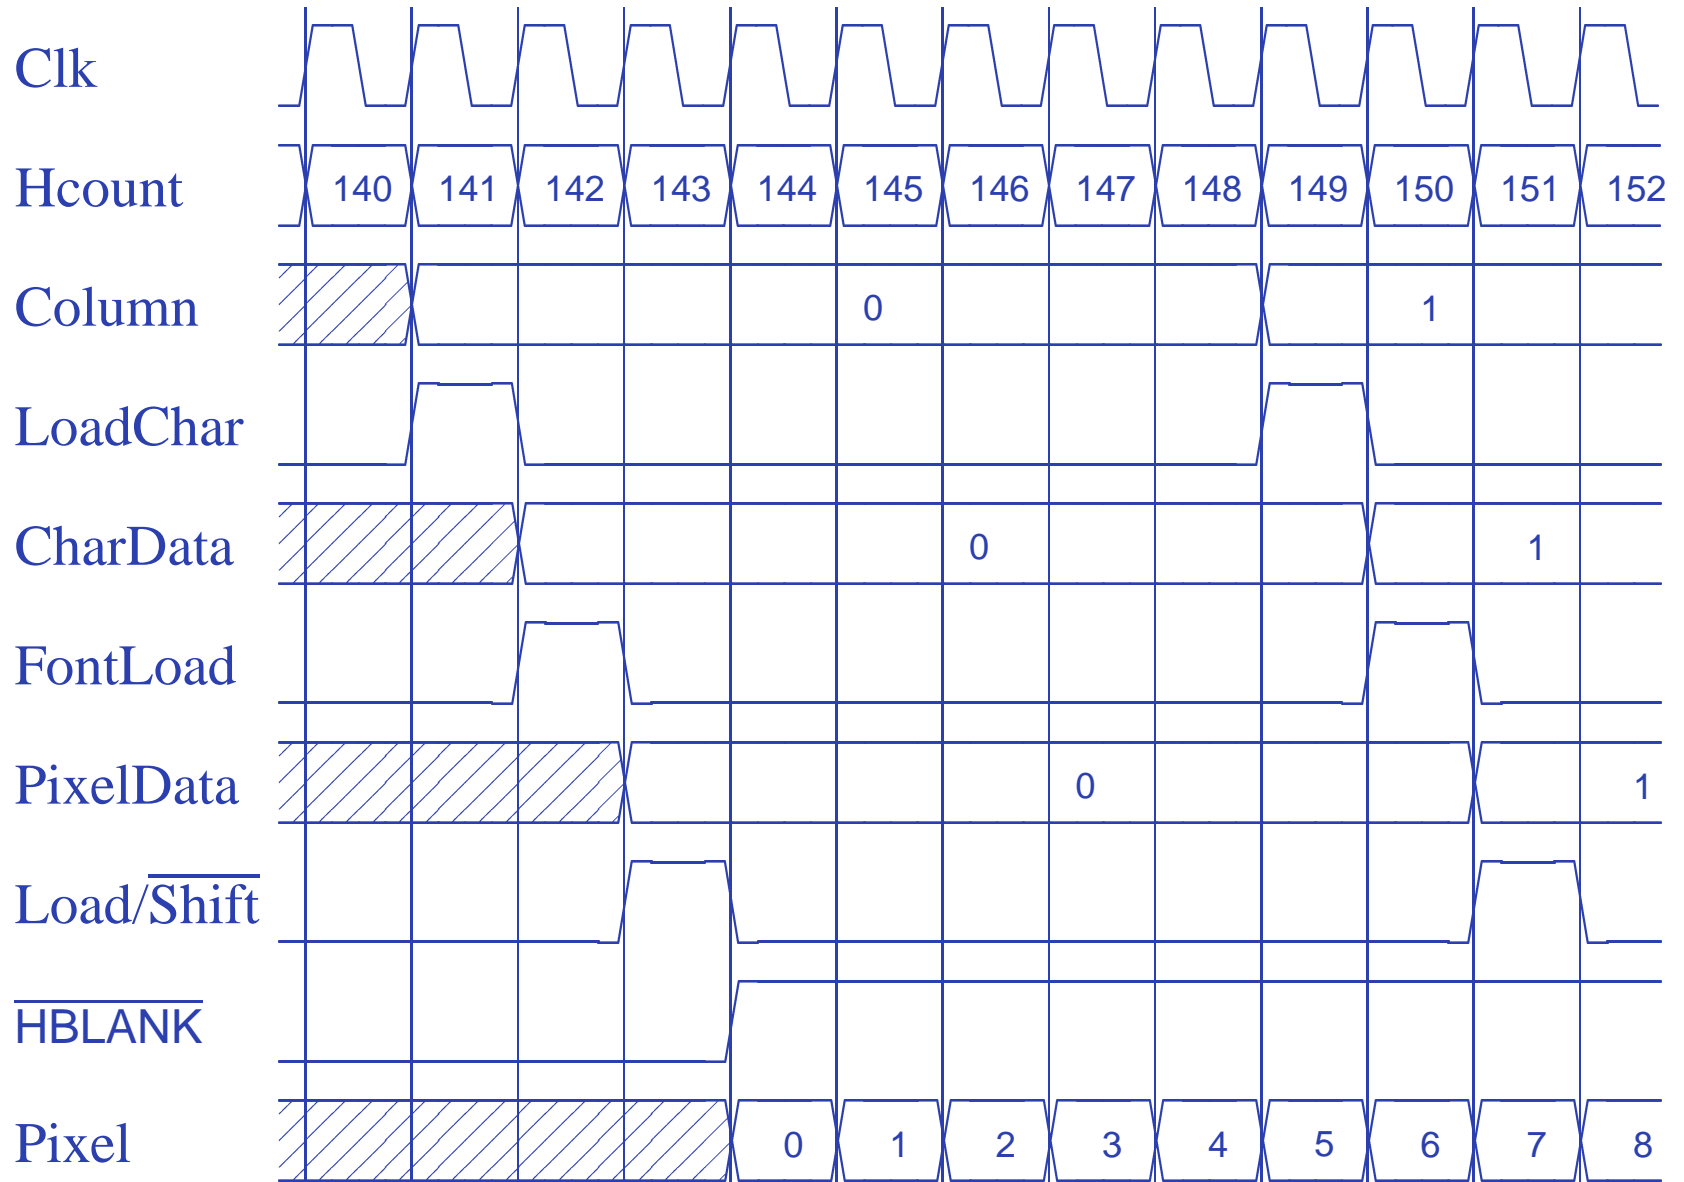 Clk
Hcount 140 141 142 143 144 145 146 147 148 149 150 151 152
Column 0 1
LoadChar
CharData 0 1
FontLoad
PixelData 0 1
Load/Shift
HBLANK
Pixel 0 1 2 3 4 5 6 7 8